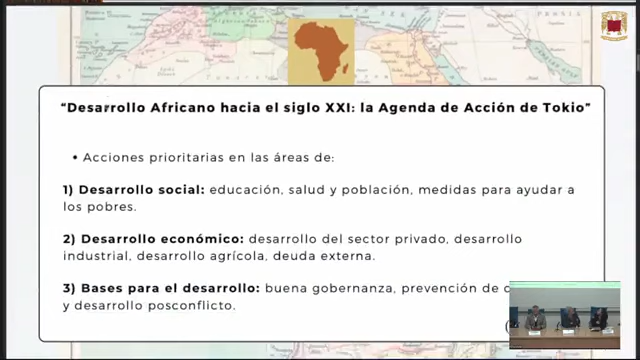 “Desarrollo Africano hacia el siglo XXI: la Agenda de Acción de Tokio”
• Acciones prioritarias en las áreas de:
1) Desarrollo social: educación, salud y población, medidas para ayudar a
los pobres.
2) Desarrollo económico: desarrollo del sector privado, desarrollo
industrial, desarrollo agrícola, deuda externa.
3) Bases para el desarrollo: buena gobernanza, prevención de
y desarrollo posconflicto.